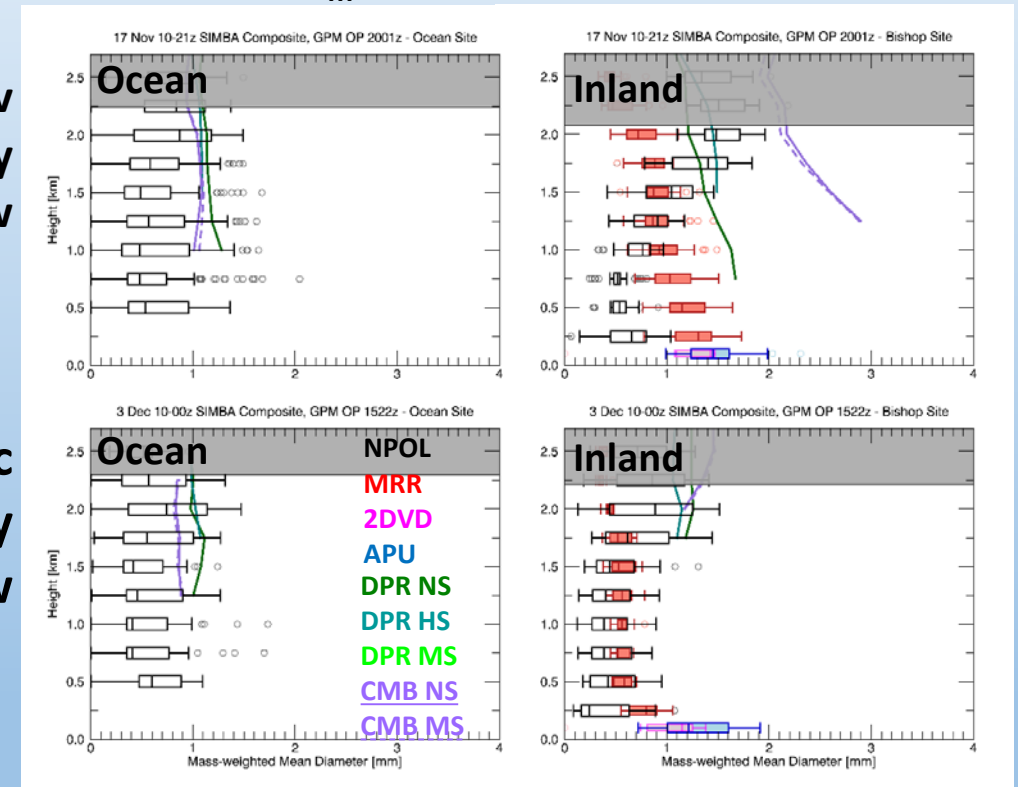 17 Nov 10-21z SIMBA Composite, GPM OP 2001z - Ocean Site
17 Nov 10-21z SIMBA Composite, GPM OP 2001z - Bishop Site
Ocean
Inland
Height [km]
2.5
2.0
1.5
1.0
0.5
0.0
0 1 2 3 4
2.5
2.0
1.5
1.0
0.5
0.0
0 1 2 3 4
v
y
v
3 Dec 10-00z SIMBA Composite, GPM OP 1522z - Ocean Site
3 Dec 10-00z SIMBA Composite, GPM OP 1522z - Bishop Site
Ocean
Inland
NPOL
MRR
2DVD
APU
DPR NS
DPR HS
DPR MS
CMB NS
CMB MS
Height [km]
2.5
2.0
1.5
1.0
0.5
0.0
0 1 2 3 4
Mass-weighted Mean Diameter [mm]
2.5
2.0
1.5
1.0
0.5
0.0
0 1 2 3 4
Mass-weighted Mean Diameter [mm]
c
y
v